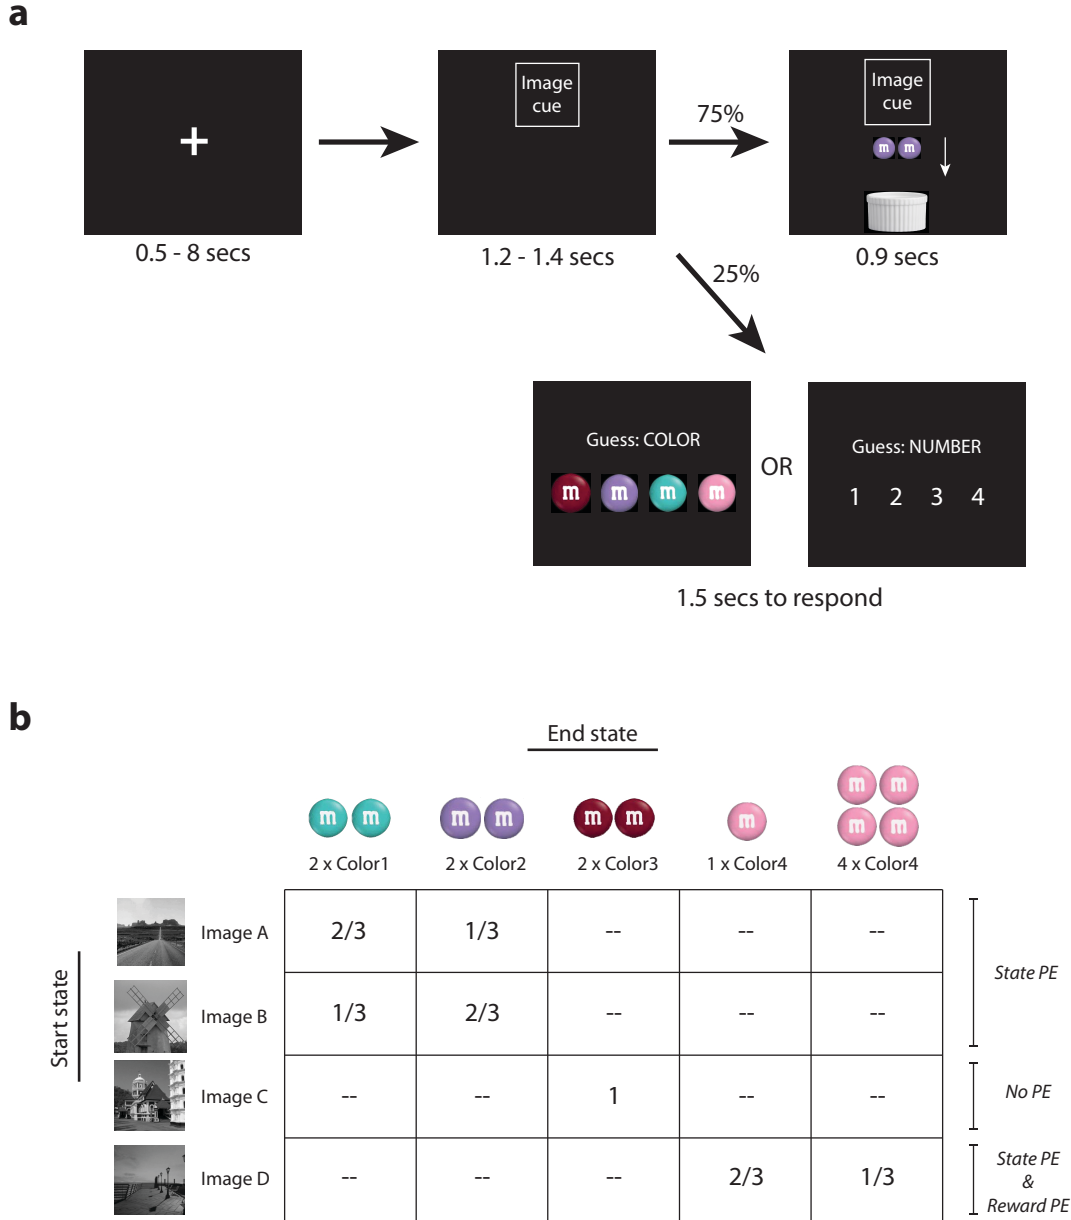 a
+
0.5 - 8 secs
Image
cue
1.2 - 1.4 secs
75%
Image
cue
m m
0.9 secs
25%
Guess: COLOR
m m m m
OR
Guess: NUMBER
1 2 3 4
1.5 secs to respond
b
End state
m m
m m
m m
m
m m
m m
2 x Color1
2 x Color2
2 x Color3
1 x Color4
4 x Color4
Start state
Image A
2/3
1/3
--
--
--
State PE
Image B
1/3
2/3
--
--
--
Image C
--
--
1
--
--
No PE
Image D
--
--
--
2/3
1/3
State PE
&
Reward PE